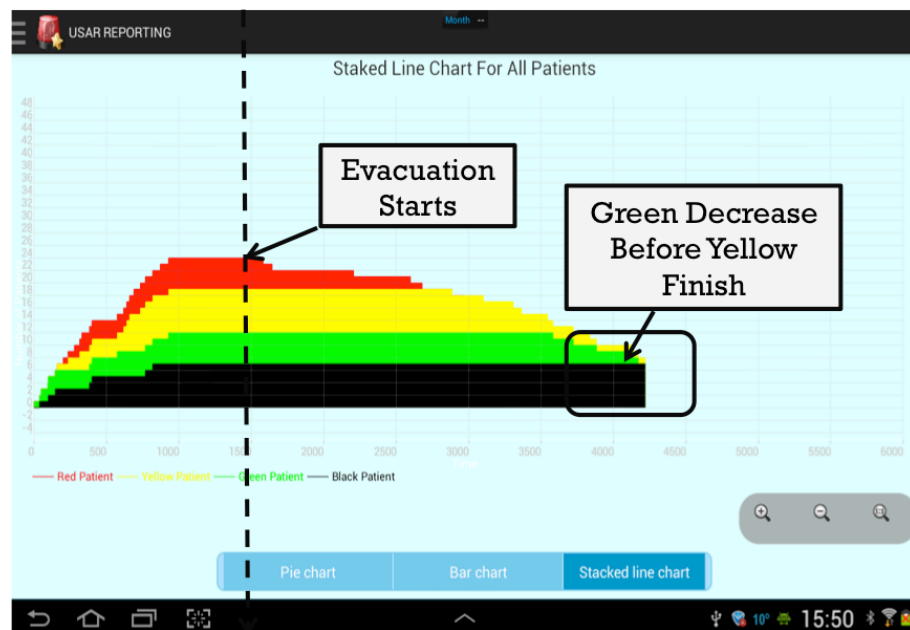 Month --
USAR REPORTING
Staked Line Chart For All Patients
48
46
44
42
40
38
36
34
32
30
28
26
24
22
20
18
16
14
12
10
8
6
4
2
0
-2
-4
Evacuation
Starts
Green Decrease
Before Yellow
Finish
0 500 1000 1500 2000 2500 3000 3500 4000 4500 5000 5500 6000
Time
Red Patient Yellow Patient Green Patient Black Patient
Pie chart Bar chart Stacked line chart
10° 15:50